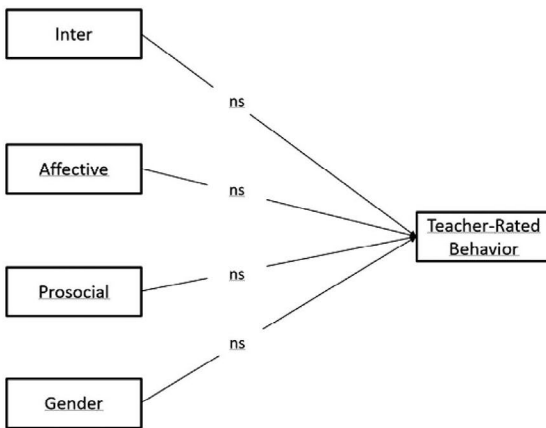 Inter
ns
Affective
ns
Teacher-Rated
Behavior
Prosocial
ns
ns
Gender